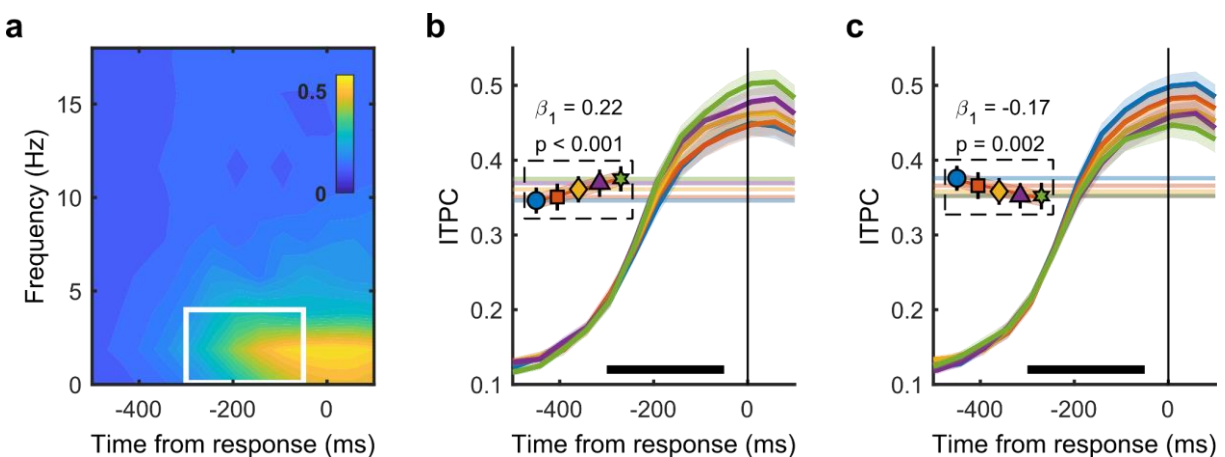 a
b
c
15
10
5
0
Frequency (Hz)
0.5
0
-400
-200
0
Time from response (ms)
0.5
0.4
0.3
0.2
0.1
ITPC
β1 = 0.22
p < 0.001
-400
-200
0
Time from response (ms)
0.5
0.4
0.3
0.2
0.1
ITPC
β1 = -0.17
p = 0.002
-400
-200
0
Time from response (ms)